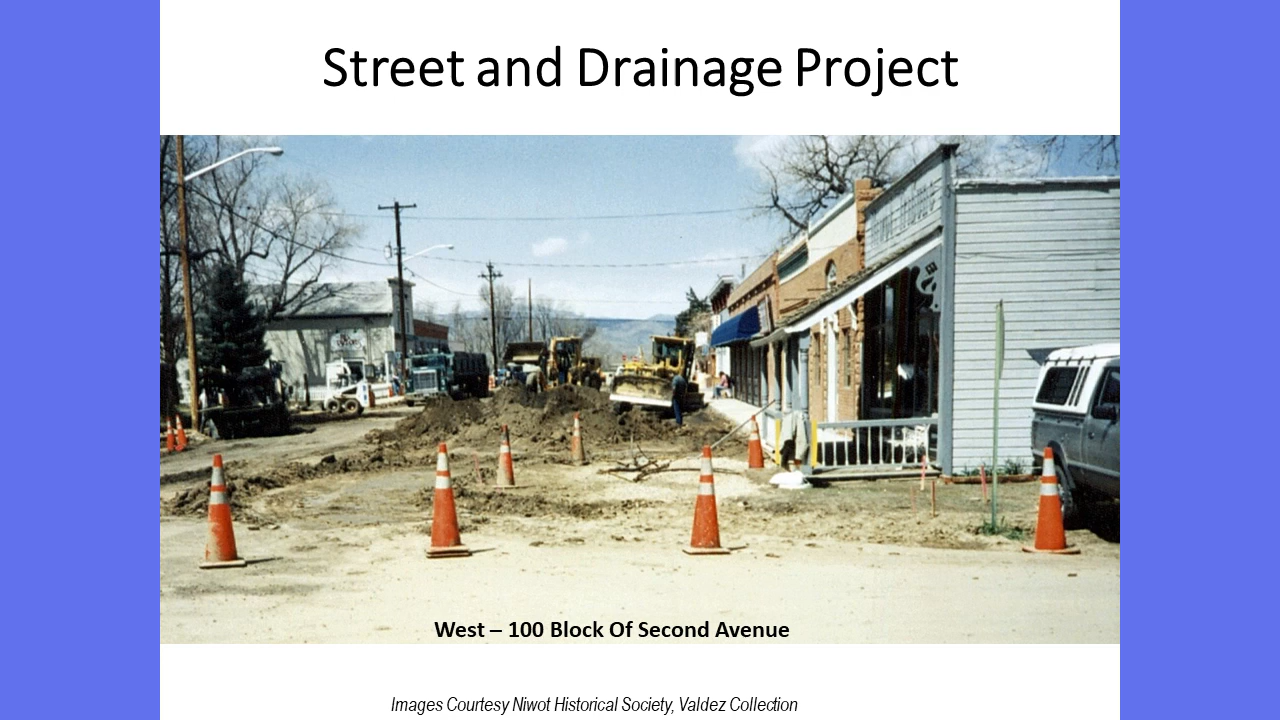 Street and Drainage Project
West – 100 Block Of Second Avenue
Images Courtesy Niwot Historical Society, Valdez Collection